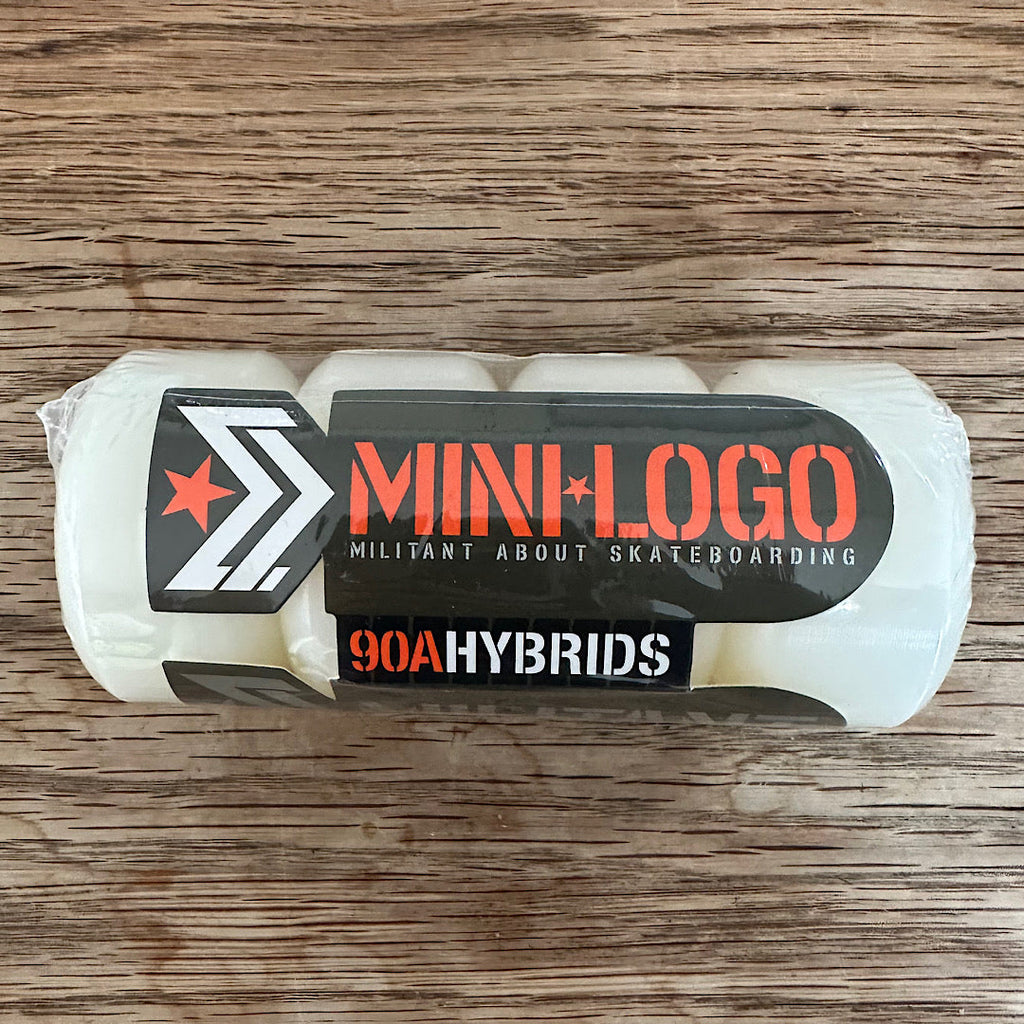 MINI★LOGO®
MILITANT ABOUT SKATEBOARDING
90A HYBRIDS